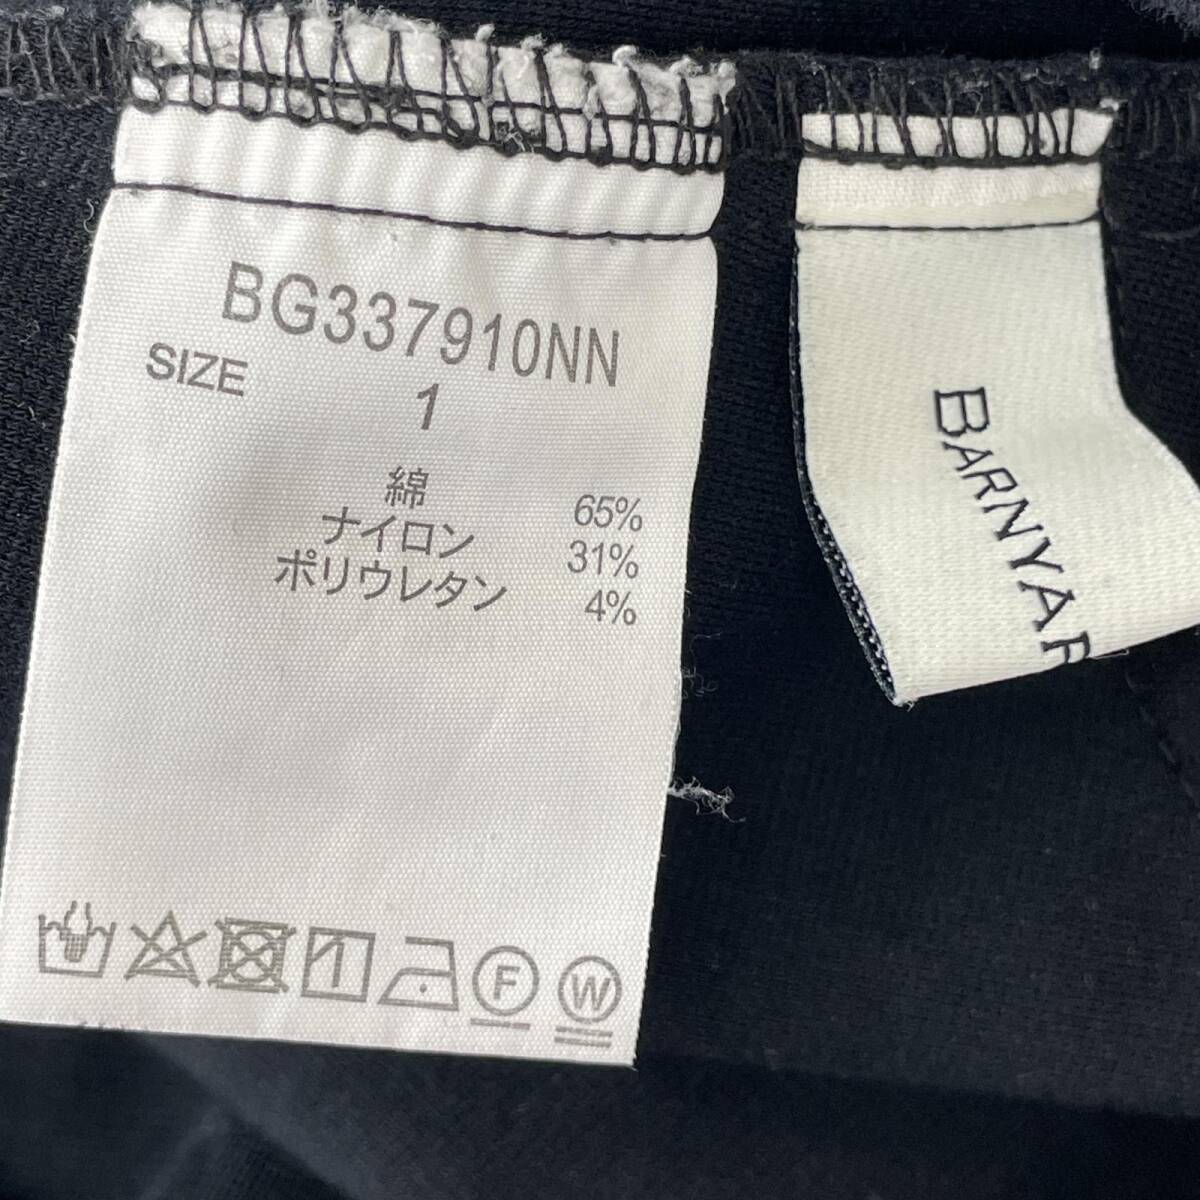 BG337910NN
SIZE 1
綿 65%
ナイロン 31%
ポリウレタン 4%
F W
BARNYAR